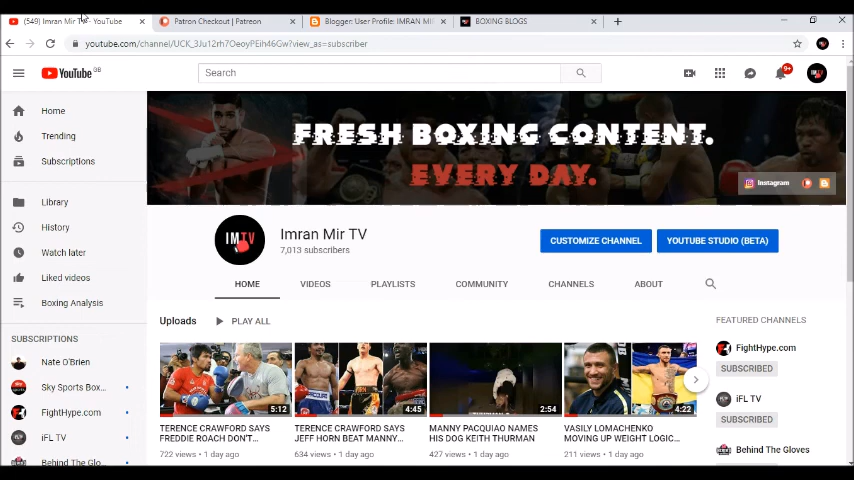 (549) Imran Mir TV - YouTube
Patron Checkout | Patreon
Blogger: User Profile: IMRAN MI
BOXING BLOGS
youtube.com/channel/UCK_3Ju12rh7OeoyPEih46Gw?view_as=subscriber
YouTube GB
Search
9+
Home
Trending
Subscriptions
Library
History
Watch later
Liked videos
Boxing Analysis
SUBSCRIPTIONS
Nate O'Brien
Sky Sports Box...
FightHype.com
iFL TV
Behind The Glo...
FRESH BOXING CONTENT.
EVERY DAY.
Instagram
IMTV
Imran Mir TV
7,013 subscribers
CUSTOMIZE CHANNEL
YOUTUBE STUDIO (BETA)
HOME
VIDEOS
PLAYLISTS
COMMUNITY
CHANNELS
ABOUT
Uploads
PLAY ALL
5:12
4:45
2:54
4:22
TERENCE CRAWFORD SAYS
FREDDIE ROACH DON'T...
722 views • 1 day ago
TERENCE CRAWFORD SAYS
JEFF HORN BEAT MANNY...
634 views • 1 day ago
MANNY PACQUIAO NAMES
HIS DOG KEITH THURMAN
427 views • 1 day ago
VASILY LOMACHENKO
MOVING UP WEIGHT LOGIC...
211 views • 1 day ago
FEATURED CHANNELS
FightHype.com
SUBSCRIBED
iFL TV
SUBSCRIBED
Behind The Gloves